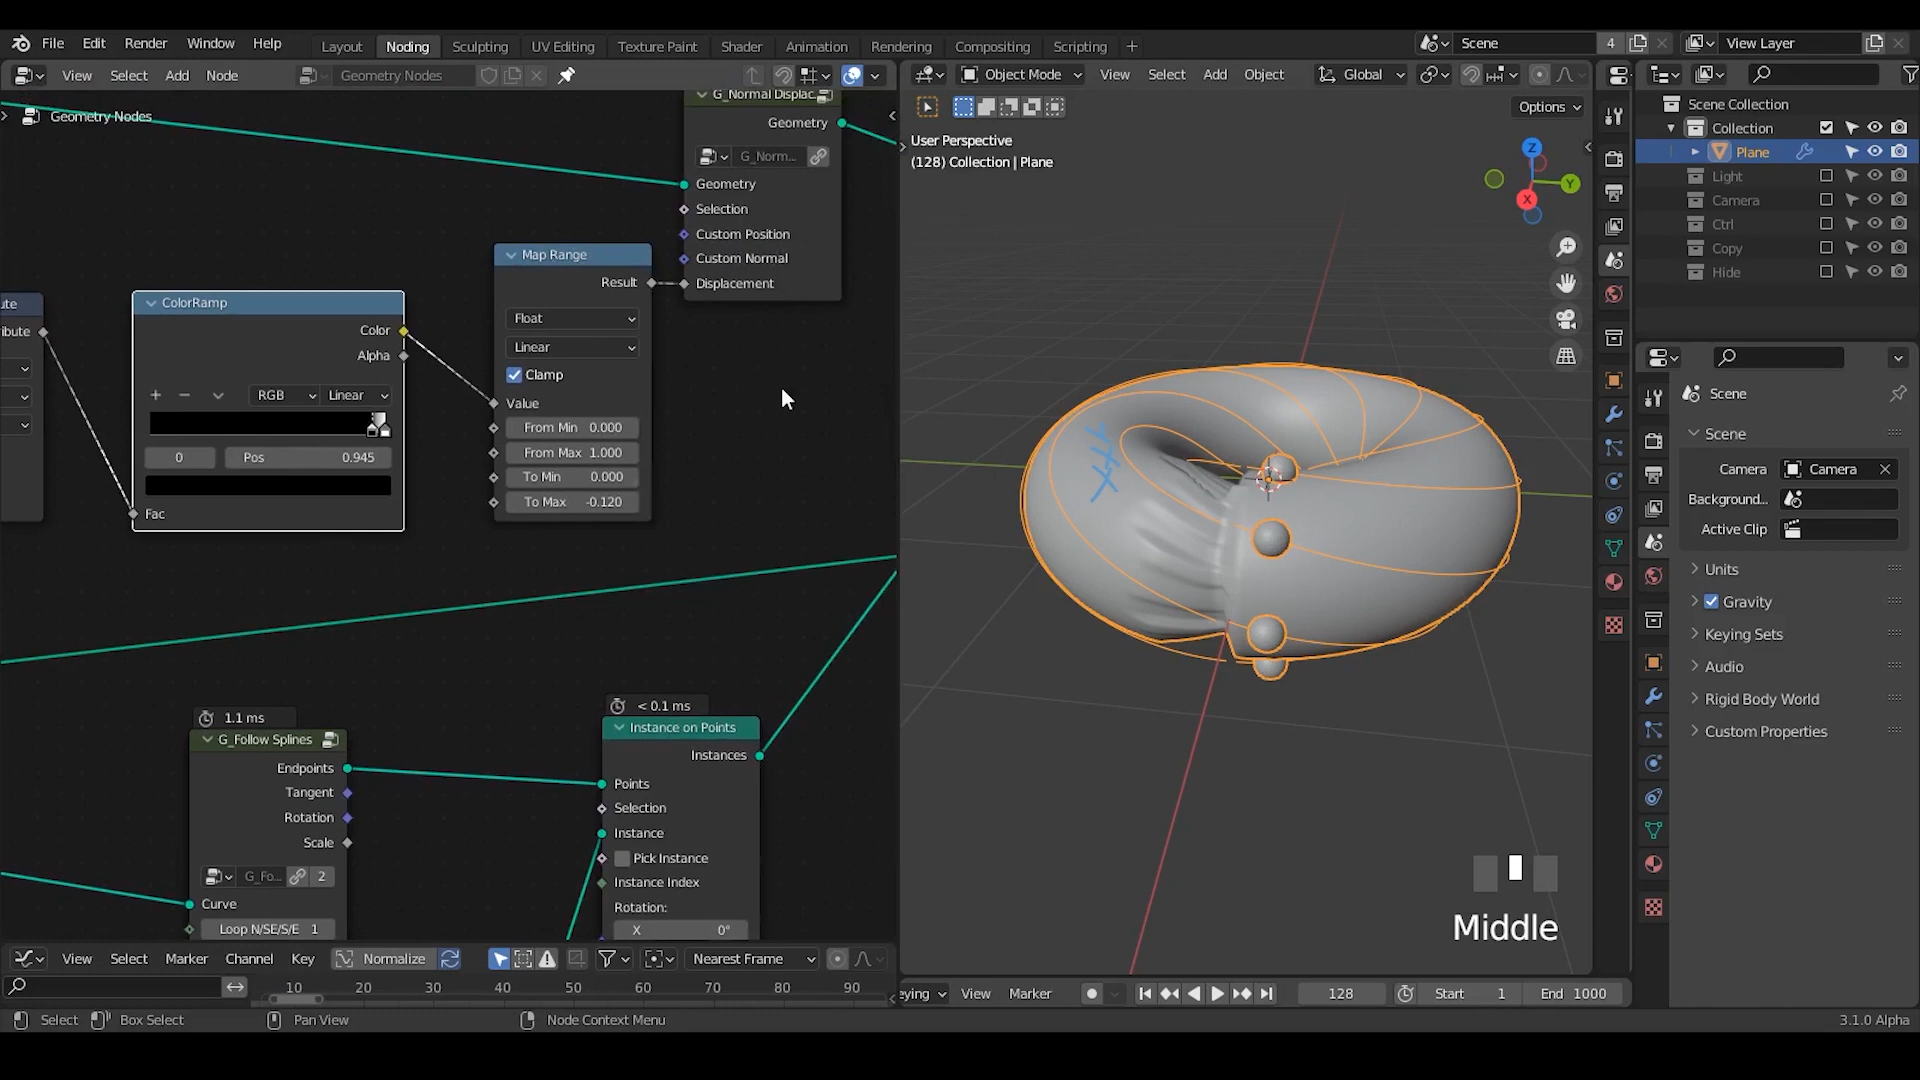 File Edit Render Window Help Layout Noding Sculpting UV Editing Texture Paint Shader Animation Rendering Compositing Scripting + Scene 4 View Layer
View Select Add Node Geometry Nodes
Object Mode View Select Add Object Global
Options
Geometry Nodes
User Perspective
(128) Collection | Plane
Z
Y
X
G_Normal Displac..
Geometry
G_Norm...
Geometry
Selection
Custom Position
Custom Normal
Displacement
Map Range
Result
Float
Linear
Clamp
Value
From Min 0.000
From Max 1.000
To Min 0.000
To Max -0.120
ute
ibute
ColorRamp
Color
Alpha
+ − RGB Linear
0 Pos 0.945
Fac
1.1 ms
G_Follow Splines
Endpoints
Tangent
Rotation
Scale
G_Fo... 2
Curve
Loop N/SE/S/E 1
< 0.1 ms
Instance on Points
Instances
Points
Selection
Instance
Pick Instance
Instance Index
Rotation:
X 0°
Middle
Scene Collection
Collection
Plane
Light
Camera
Ctrl
Copy
Hide
Scene
Scene
Camera Camera
Background...
Active Clip
Units
Gravity
Keying Sets
Audio
Rigid Body World
Custom Properties
View Select Marker Channel Key Normalize Nearest Frame
10 20 30 40 50 60 70 80 90
eying View Marker 128 Start 1 End 1000
Select Box Select Pan View Node Context Menu 3.1.0 Alpha